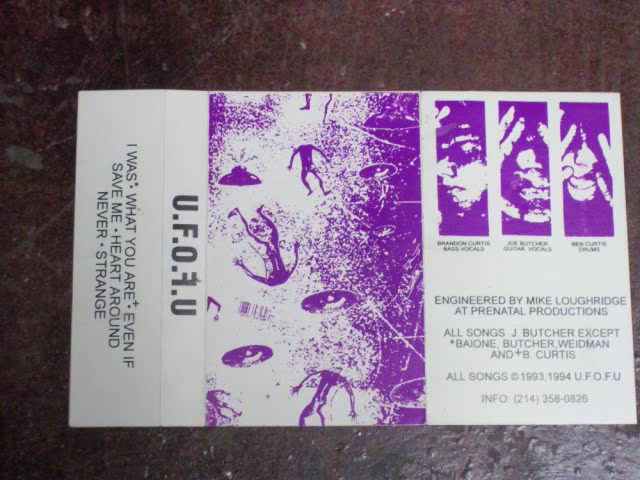 I WAS* WHAT YOU ARE+ EVEN IF
SAVE ME • HEART AROUND
NEVER • STRANGE
U.F.O.F.U
BRANDON CURTIS
BASS VOCALS
JOE BUTCHER
GUITAR, VOCALS
BEN CURTIS
DRUMS
ENGINEERED BY MIKE LOUGHRIDGE
AT PRENATAL PRODUCTIONS
ALL SONGS J. BUTCHER EXCEPT
*BAIONE, BUTCHER,WEIDMAN
AND+B. CURTIS
ALL SONGS ©1993,1994 U.F.O.F.U
INFO: (214) 358-0826